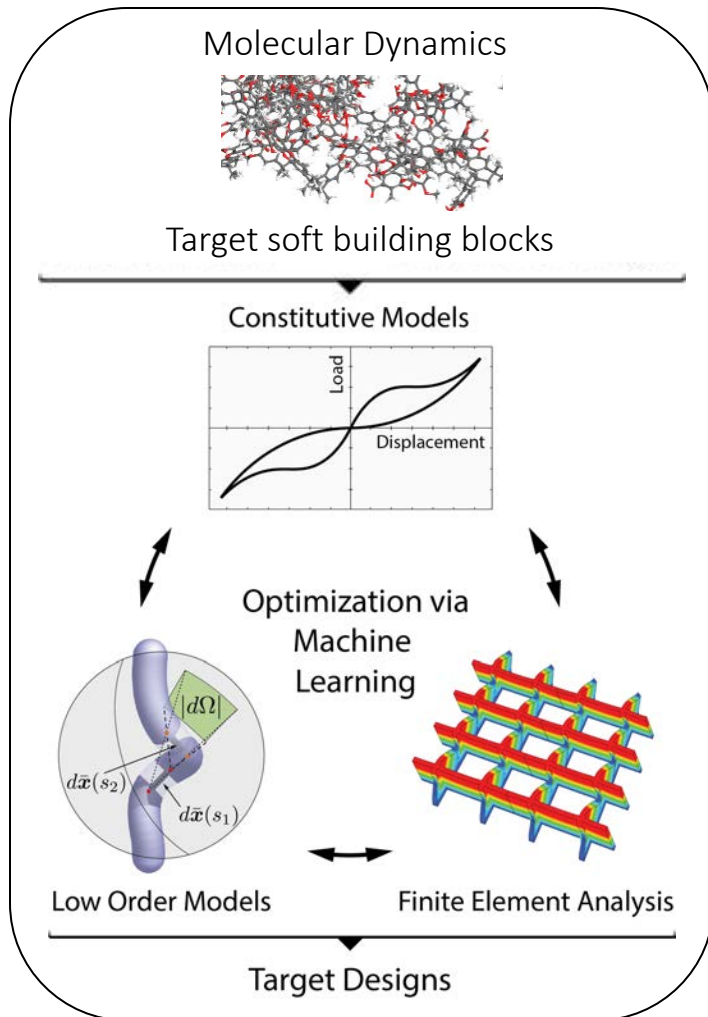 Molecular Dynamics
Target soft building blocks
Constitutive Models
Load
Displacement
Optimization via
Machine
Learning
|dΩ|
dx̄(s₂)
dx̄(s₁)
Low Order Models
Finite Element Analysis
Target Designs